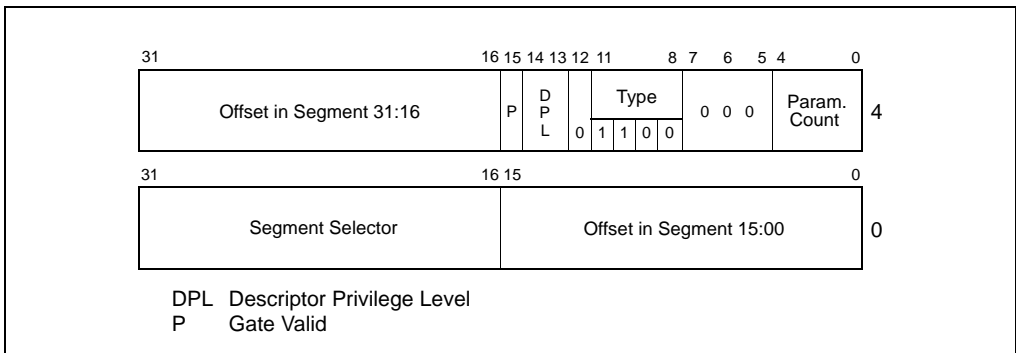 31 16 15 14 13 12 11 8 7 6 5 4 0
Offset in Segment 31:16 P D P L 0 Type 1 1 0 0 0 0 0 Param. Count 4
31 16 15 0
Segment Selector Offset in Segment 15:00 0
DPL Descriptor Privilege Level
P Gate Valid